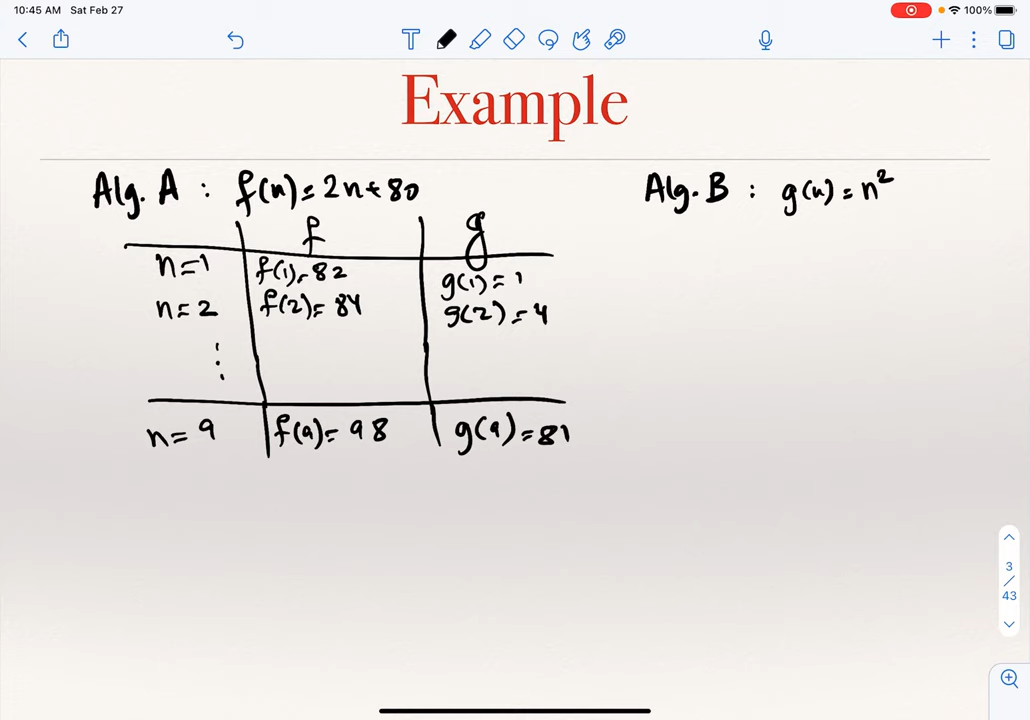 10:45 AM Sat Feb 27 100%
Example
Alg. A : f(n) = 2n + 80 Alg. B : g(n) = n²
f g
n=1 f(1)=82 g(1)=1
n=2 f(2)=84 g(2)=4
⋮
n=9 f(9)=98 g(9)=81
3
/
43